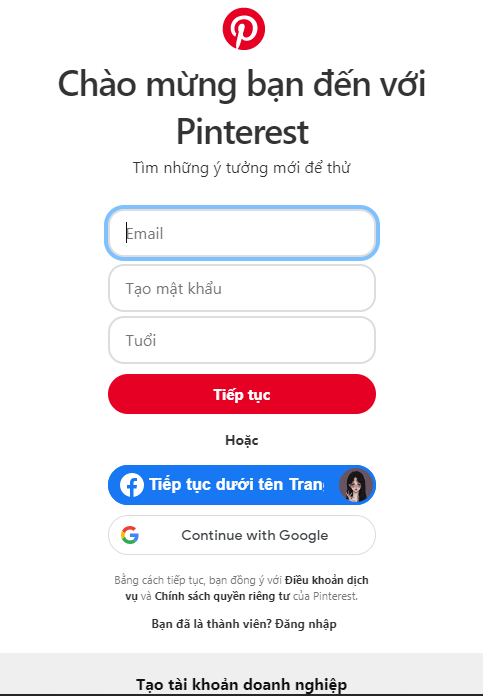 Chào mừng bạn đến với
Pinterest
Tìm những ý tưởng mới để thử
Email
Tạo mật khẩu
Tuổi
Tiếp tục
Hoặc
Tiếp tục dưới tên Trang
Continue with Google
Bằng cách tiếp tục, bạn đồng ý với Điều khoản dịch
vụ và Chính sách quyền riêng tư của Pinterest.
Bạn đã là thành viên? Đăng nhập
Tạo tài khoản doanh nghiệp